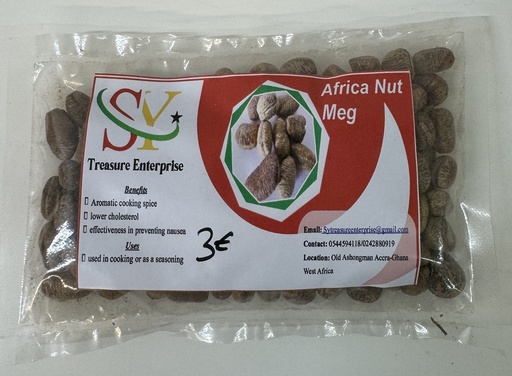 SY
Treasure Enterprise
Benefits
Aromatic cooking spice
lower cholesterol
effectiveness in preventing nausea
Uses
used in cooking or as a seasoning
3€
Africa Nut
Meg
Email: Sytreasureenterprise@gmail.com
Contact: 0544594118/0242880919
Location: Old Ashongman Accra-Ghana
West Africa